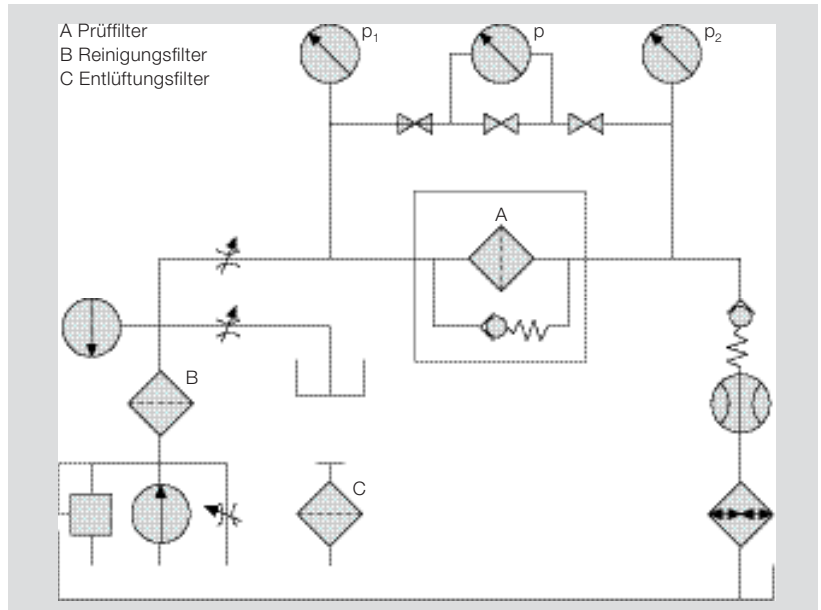 A Prüffilter
B Reinigungsfilter
C Entlüftungsfilter
p₁
p
p₂
A
B
C